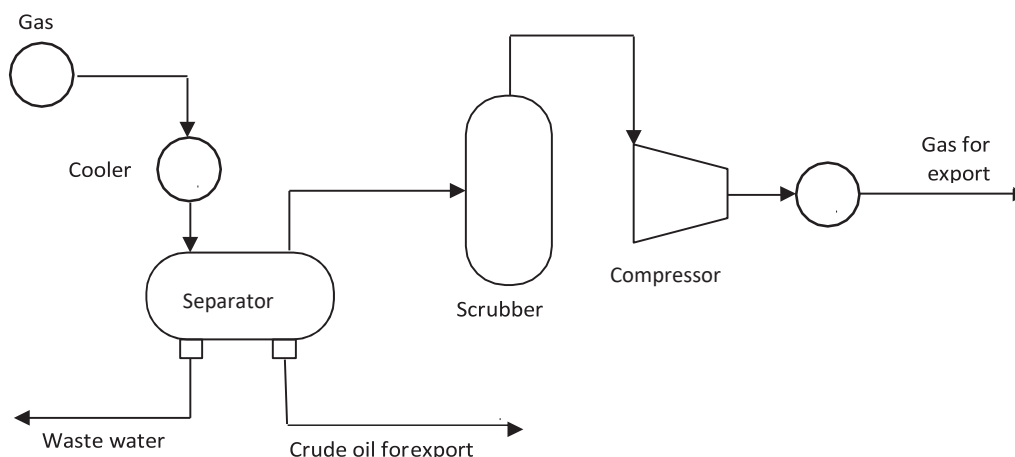 Gas
Cooler
Separator
Waste water
Crude oil forexport
Scrubber
Compressor
Gas for
export